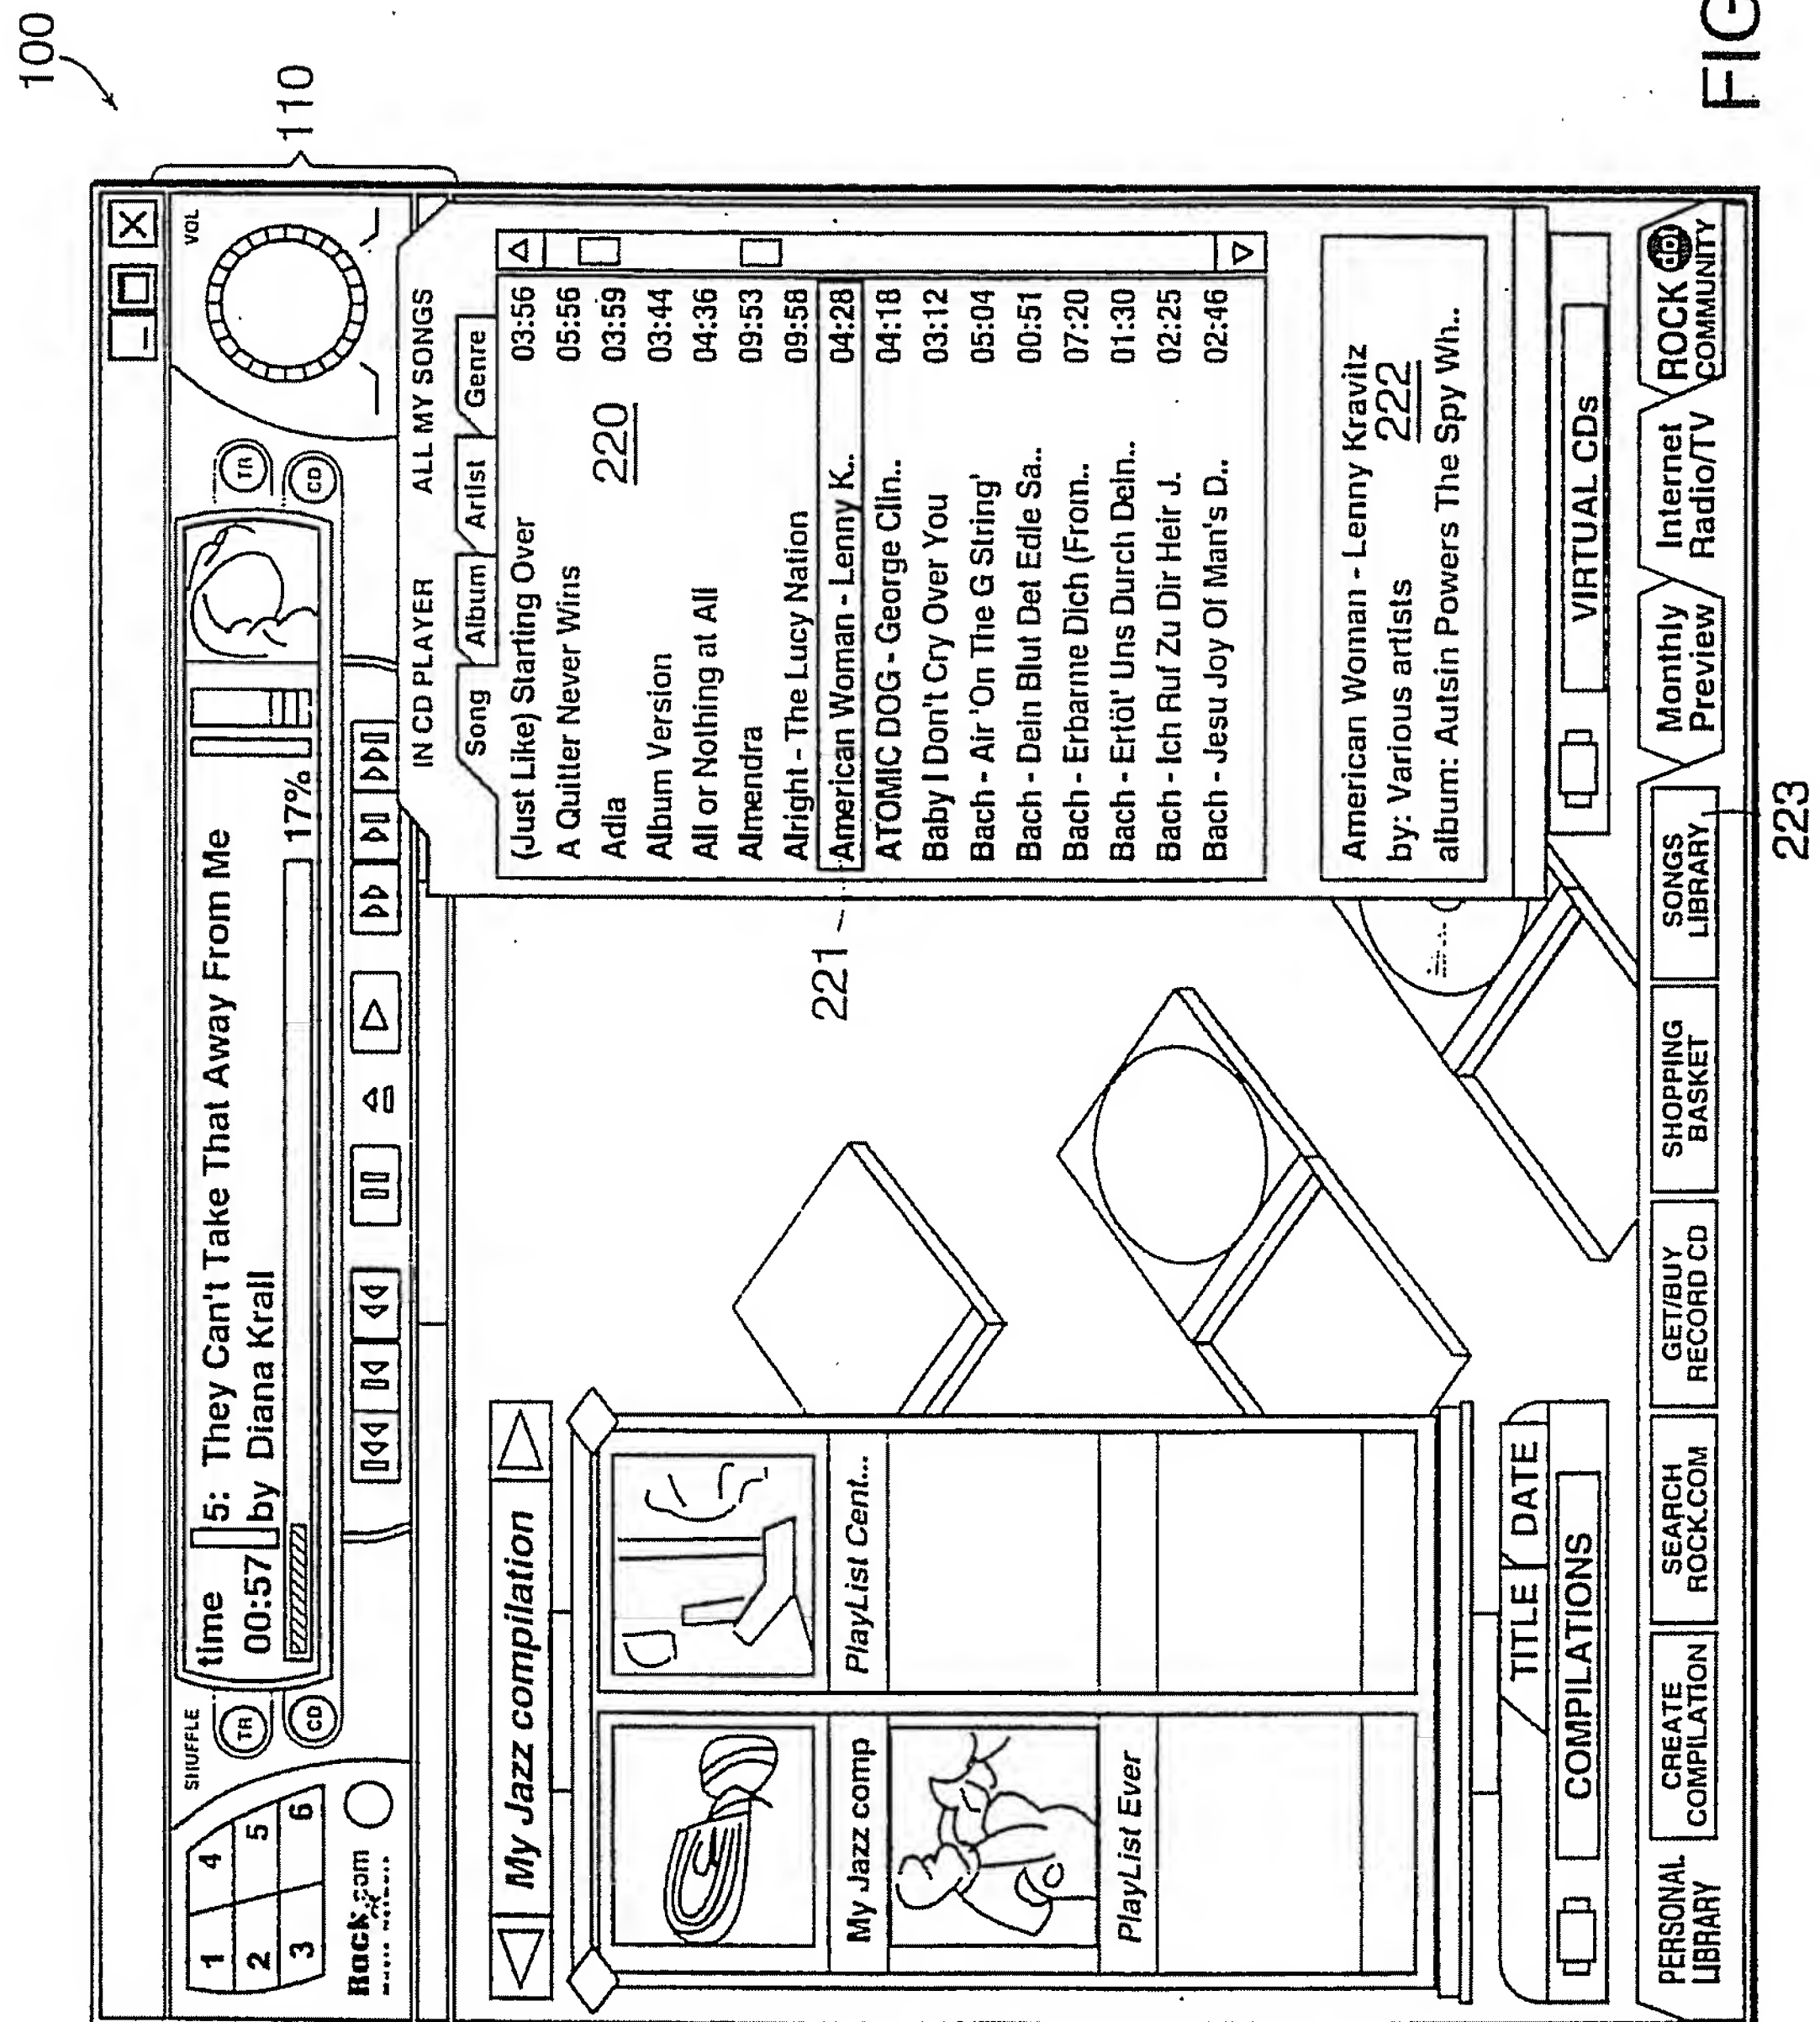 100
110
SHUFFLE
VOL
1 4
2 5
3 6
TR
CD
time
00:57
5: They Can't Take That Away From Me
by Diana Krall
17%
TR
CD
Rock.com
IN CD PLAYER ALL MY SONGS
Song Album Artist Genre
(Just Like) Starting Over 03:56
A Quitter Never Wins 05:56
Adia 03:59
220
Album Version 03:44
All or Nothing at All 04:36
Almendra 09:53
Alright - The Lucy Nation 09:58
American Woman - Lenny K.. 04:28
ATOMIC DOG - George Clin.. 04:18
Baby I Don't Cry Over You 03:12
Bach - Air 'On The G String' 05:04
Bach - Dein Blut Det Edle Sa.. 00:51
Bach - Erbarme Dich (From.. 07:20
Bach - Ertöt' Uns Durch Dein.. 01:30
Bach - Ich Ruf Zu Dir Heir J. 02:25
Bach - Jesu Joy Of Man's D.. 02:46
221
American Woman - Lenny Kravitz
by: Various artists
222
album: Autsin Powers The Spy Wh..
VIRTUAL CDs
My Jazz compilation
My Jazz comp
PlayList Cent...
PlayList Ever
TITLE DATE
COMPILATIONS
PERSONAL
LIBRARY
CREATE
COMPILATION
SEARCH
ROCK.COM
GET/BUY
RECORD CD
SHOPPING
BASKET
SONGS
LIBRARY
Monthly
Preview
Internet
Radio/TV
ROCK
COMMUNITY
223
FIG